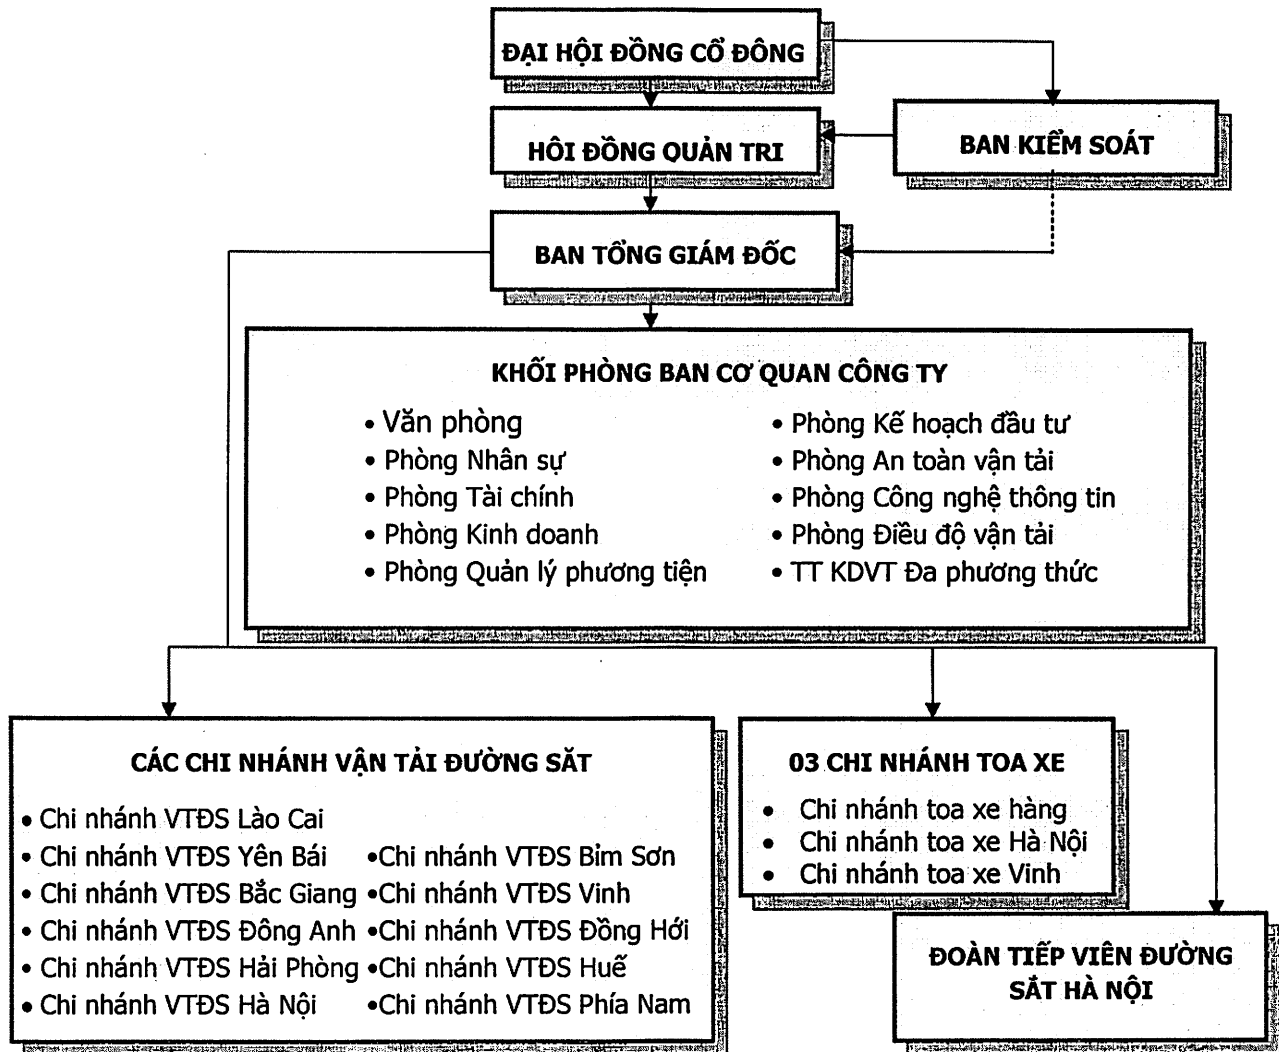 ĐẠI HỘI ĐỒNG CỔ ĐÔNG
HÔI ĐỒNG QUẢN TRI
BAN KIỂM SOÁT
BAN TỔNG GIÁM ĐỐC
KHỐI PHÒNG BAN CƠ QUAN CÔNG TY
• Văn phòng
• Phòng Nhân sự
• Phòng Tài chính
• Phòng Kinh doanh
• Phòng Quản lý phương tiện
• Phòng Kế hoạch đầu tư
• Phòng An toàn vận tải
• Phòng Công nghệ thông tin
• Phòng Điều độ vận tải
• TT KDVT Đa phương thức
CÁC CHI NHÁNH VẬN TẢI ĐƯỜNG SĂT
• Chi nhánh VTĐS Lào Cai
• Chi nhánh VTĐS Yên Bái
• Chi nhánh VTĐS Bắc Giang
• Chi nhánh VTĐS Đông Anh
• Chi nhánh VTĐS Hải Phòng
• Chi nhánh VTĐS Hà Nội
•Chi nhánh VTĐS Bỉm Sơn
•Chi nhánh VTĐS Vinh
•Chi nhánh VTĐS Đồng Hới
•Chi nhánh VTĐS Huế
•Chi nhánh VTĐS Phía Nam
03 CHI NHÁNH TOA XE
• Chi nhánh toa xe hàng
• Chi nhánh toa xe Hà Nội
• Chi nhánh toa xe Vinh
ĐOÀN TIẾP VIÊN ĐƯỜNG
SẮT HÀ NỘI